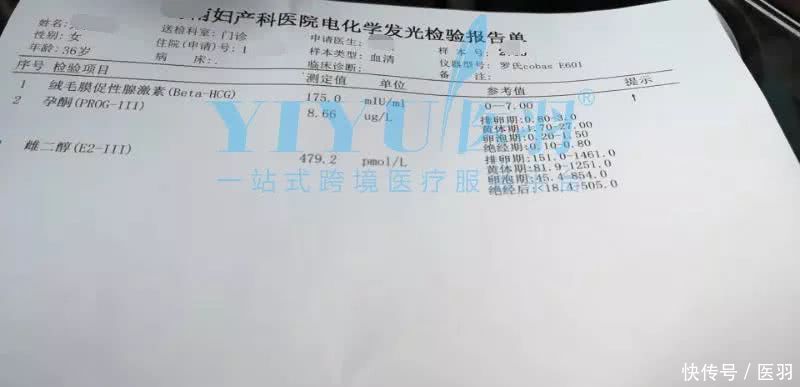 妇产科医院电化学发光检验报告单
姓名: 送检科室: 门诊 申请医生: 样本号
性别: 女 住院(申请)号: 1 样本类型: 血清 仪器型号: 罗氏cobas E601
年龄: 36岁 病 床: . 临床诊断: 备 注:
序号 检验项目 测定值 单位 参考值 提示
1 绒毛膜促性腺激素(Beta-HCG) 175.0 mIU/ml 0—7.00 ↑
2 孕酮(PROG-III) 8.66 ug/L 排卵期:0.80-3.0
黄体期:1.70-27.00
卵泡期:0.20-1.50
绝经期:0.10-0.80
雌二醇(E2-III) 479.2 pmol/L 排卵期:151.0-1461.0
黄体期:81.9-1251.0
卵泡期:45.4-854.0
绝经后:<18.4-505.0
YIYU医羽®
一站式跨境医疗服
快传号 / 医羽